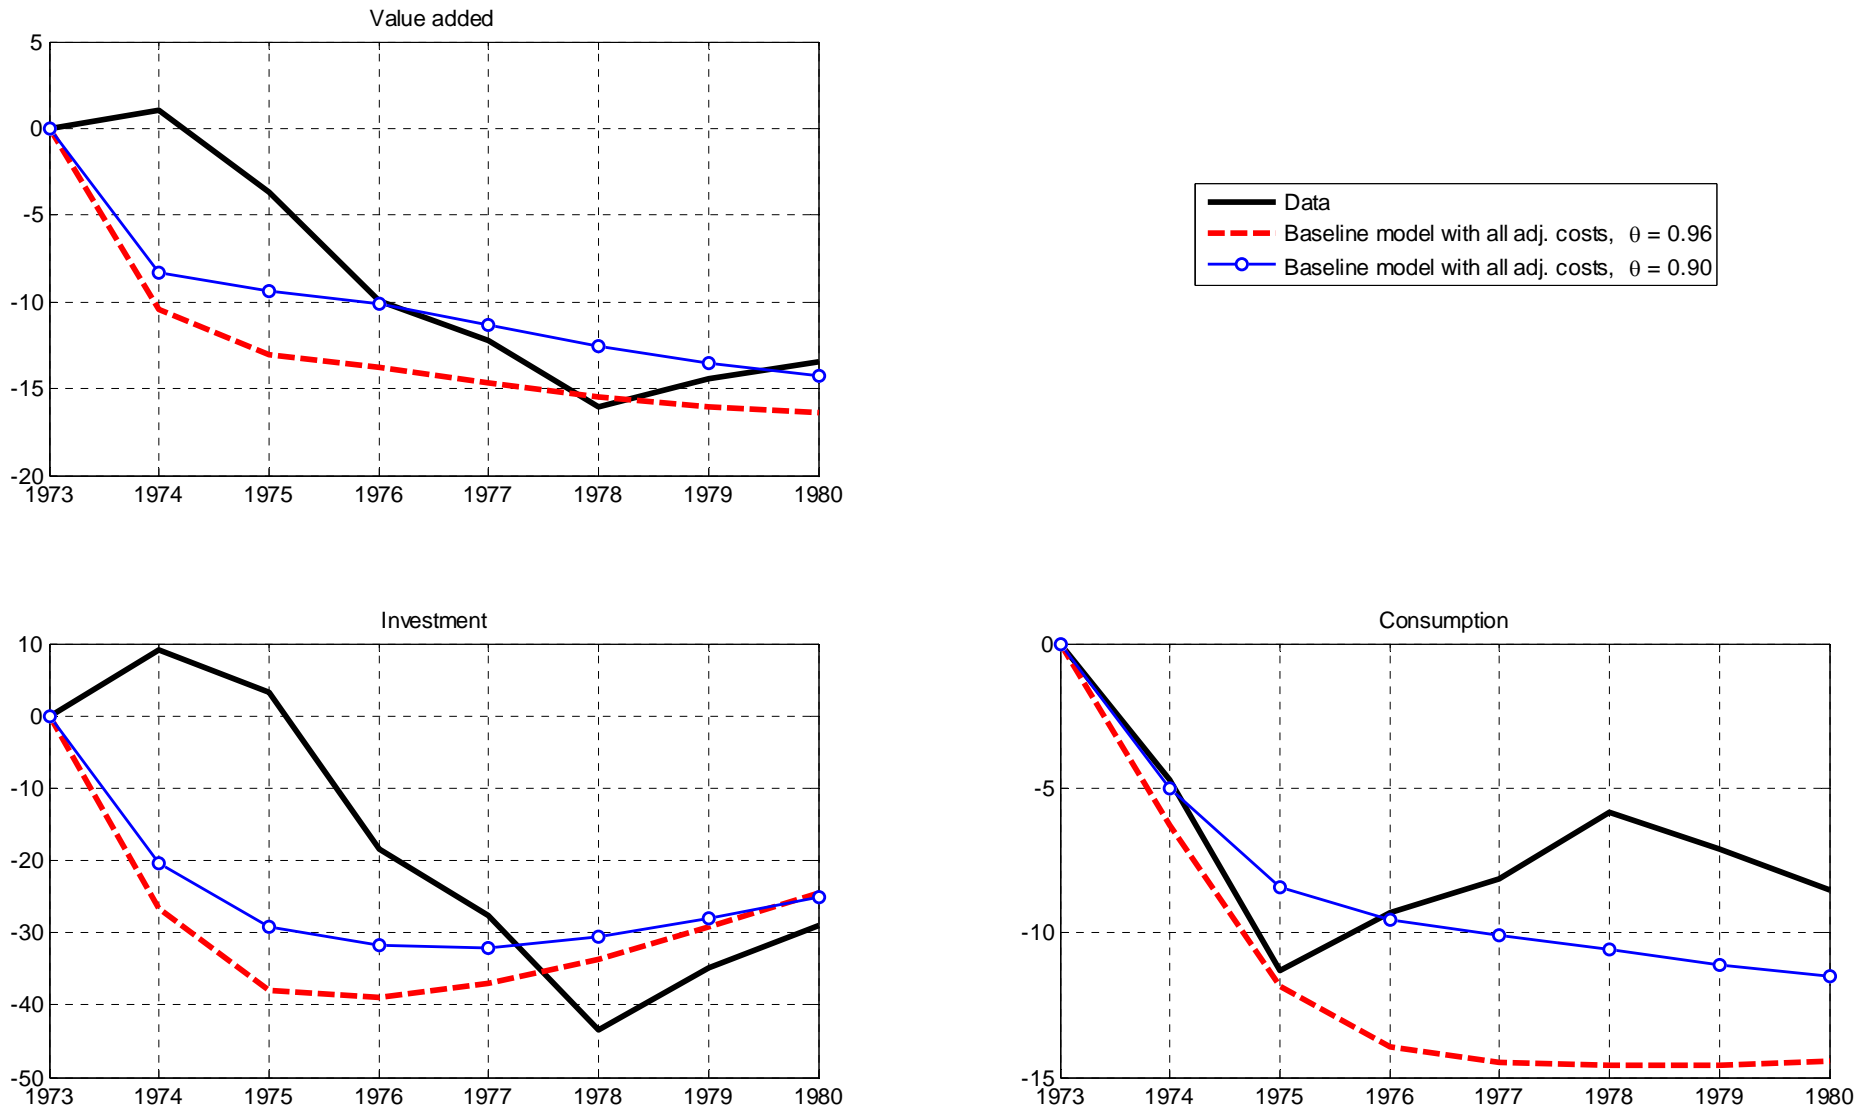 Value added
5
0
-5
-10
-15
-20
1973 1974 1975 1976 1977 1978 1979 1980
Data
Baseline model with all adj. costs, θ = 0.96
Baseline model with all adj. costs, θ = 0.90
Investment
10
0
-10
-20
-30
-40
-50
1973 1974 1975 1976 1977 1978 1979 1980
Consumption
0
-5
-10
-15
1973 1974 1975 1976 1977 1978 1979 1980